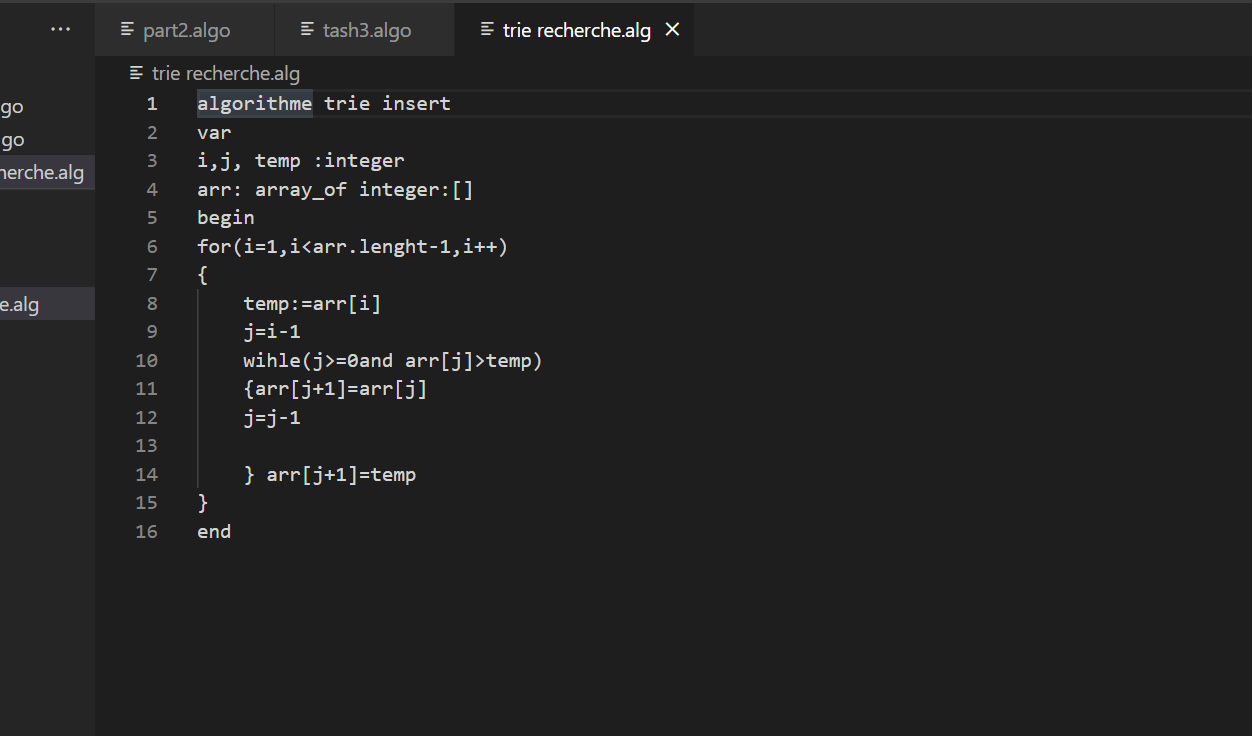 part2.algo tash3.algo trie recherche.alg
trie recherche.alg
go
go
herche.alg
e.alg
1 algorithme trie insert
2 var
3 i,j, temp :integer
4 arr: array_of integer:[]
5 begin
6 for(i=1,i<arr.lenght-1,i++)
7 {
8 temp:=arr[i]
9 j=i-1
10 wihle(j>=0and arr[j]>temp)
11 {arr[j+1]=arr[j]
12 j=j-1
13
14 } arr[j+1]=temp
15 }
16 end